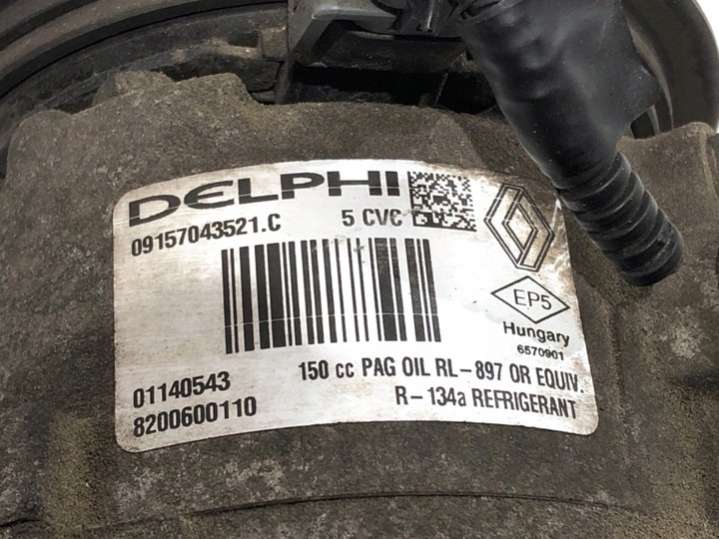 DELPHI
09157043521.C 5 CVC
EP5
Hungary
6570901
01140543 150 cc PAG OIL RL-897 OR EQUIV.
8200600110 R-134a REFRIGERANT